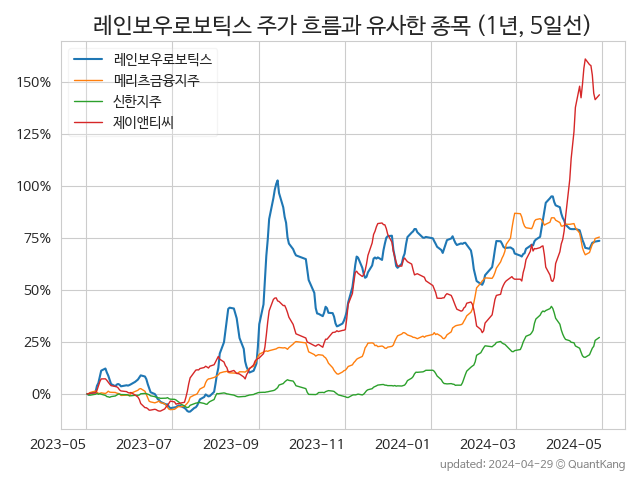 레인보우로보틱스 주가 흐름과 유사한 종목 (1년, 5일선)
레인보우로보틱스
메리츠금융지주
신한지주
제이앤티씨
150%
125%
100%
75%
50%
25%
0%
2023-05 2023-07 2023-09 2023-11 2024-01 2024-03 2024-05
updated: 2024-04-29 © QuantKang